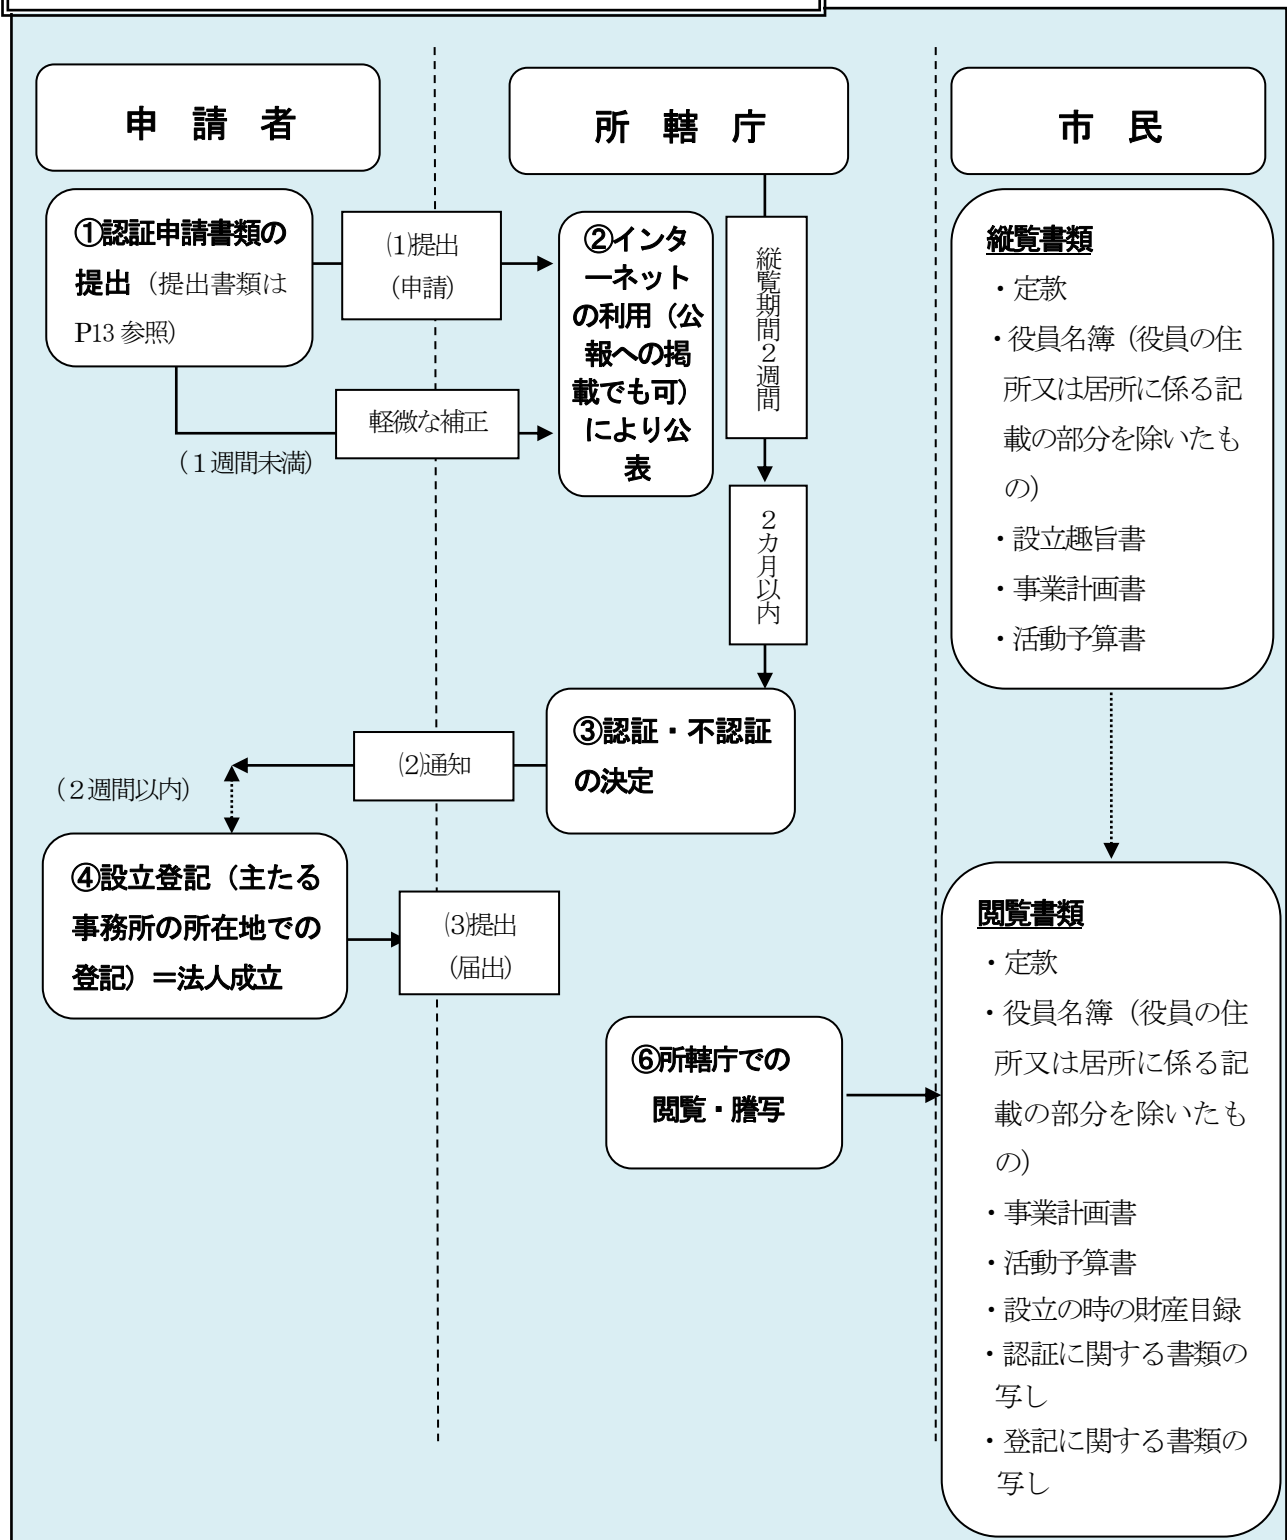 申 請 者
所 轄 庁
市 民
①認証申請書類の
提出（提出書類は
P13 参照）
(1)提出
(申請)
軽微な補正
（１週間未満）
②インタ
ーネット
の利用（公
報への掲
載でも可）
により公
表
縦覧期間２週間
２カ月以内
③認証・不認証
の決定
(2)通知
（２週間以内）
④設立登記（主たる
事務所の所在地での
登記）＝法人成立
(3)提出
(届出)
⑥所轄庁での
閲覧・謄写
縦覧書類
・定款
・役員名簿（役員の住
所又は居所に係る記
載の部分を除いたも
の）
・設立趣旨書
・事業計画書
・活動予算書
閲覧書類
・定款
・役員名簿（役員の住
所又は居所に係る記
載の部分を除いたも
の）
・事業計画書
・活動予算書
・設立の時の財産目録
・認証に関する書類の
写し
・登記に関する書類の
写し